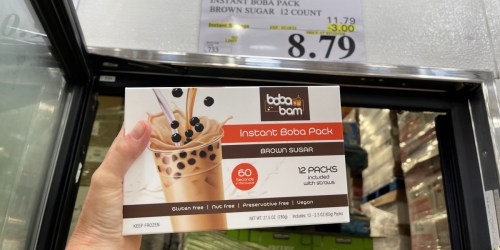 INSTANT BOBA PACK
BROWN SUGAR 12 COUNT
11.79
-3.00
8.79
boba
bam
Instant Boba Pack
BROWN SUGAR
60
12 PACKS
included
with straws
Gluten free | Nut free | Preservative free | Vegan
KEEP FROZEN